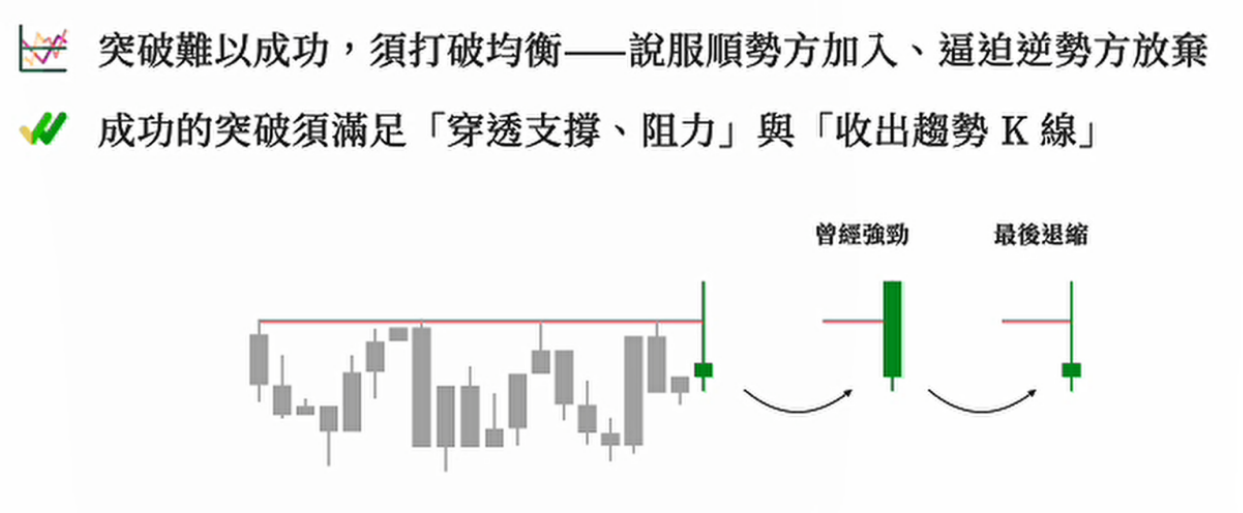 突破難以成功，須打破均衡——說服順勢方加入、逼迫逆勢方放棄
成功的突破須滿足「穿透支撐、阻力」與「收出趨勢 K 線」
曾經強勁
最後退縮